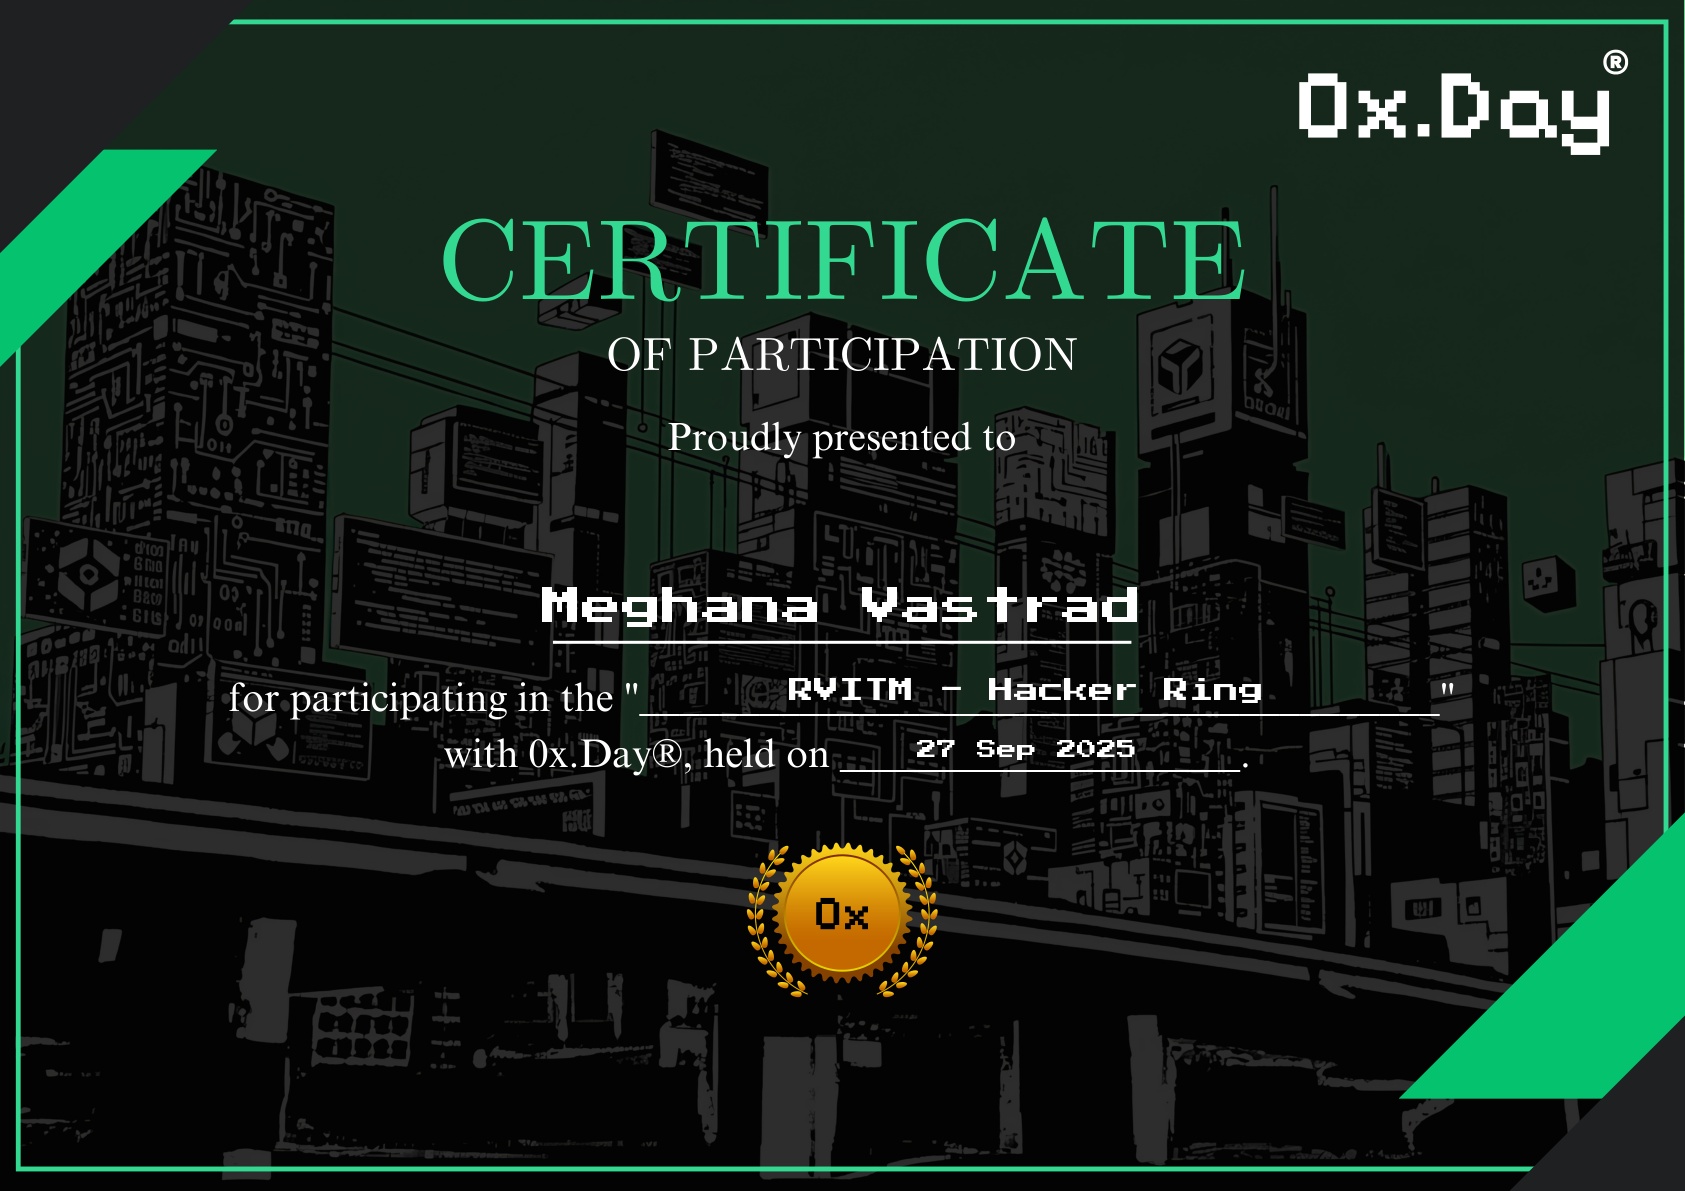 0x.Day®
CERTIFICATE
OF PARTICIPATION
Proudly presented to
Meghana Vastrad
for participating in the "RVITM - Hacker Ring"
with 0x.Day®, held on 27 Sep 2025.
0x